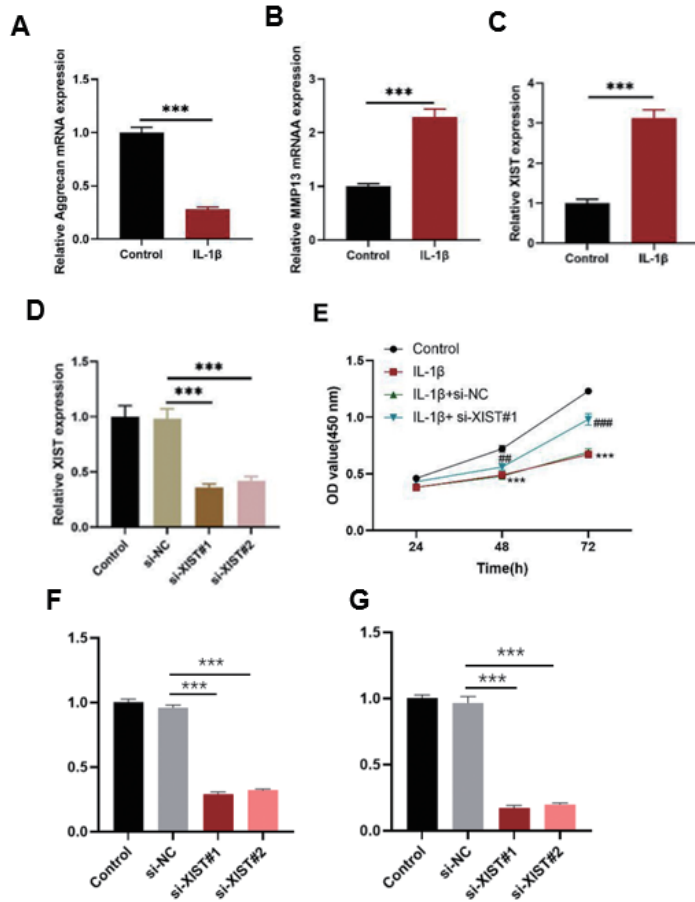 A
Relative Aggrecan mRNA expression
1.5
1.0
0.5
0.0
***
Control
IL-1β
B
Relative MMP13 mRNAA expression
3
2
1
0
***
Control
IL-1β
C
Relative XIST expression
4
3
2
1
0
***
Control
IL-1β
D
Relative XIST expression
1.5
1.0
0.5
0.0
***
***
Control
si-NC
si-XIST#1
si-XIST#2
E
OD value(450 nm)
1.5
1.0
0.5
0.0
Control
IL-1β
IL-1β+si-NC
IL-1β+ si-XIST#1
##
***
###
***
24
48
72
Time(h)
F
1.5
1.0
0.5
0.0
***
***
Control
si-NC
si-XIST#1
si-XIST#2
G
1.5
1.0
0.5
0.0
***
***
Control
si-NC
si-XIST#1
si-XIST#2